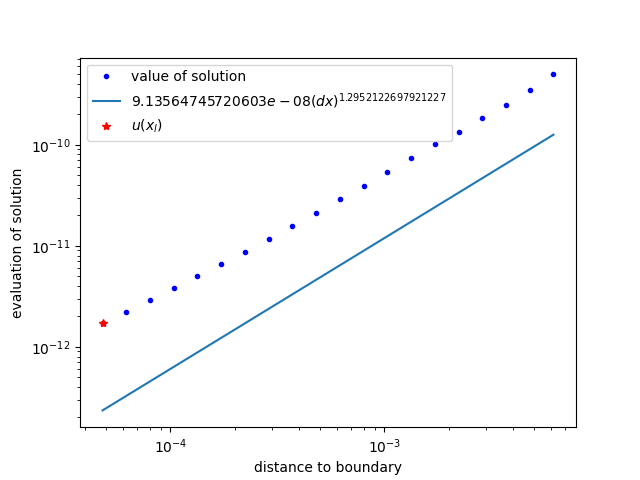 value of solution
9.13564745720603e − 08(dx)^1.2952122697921227
u(x_l)
10^−10
10^−11
10^−12
evaluation of solution
10^−4
10^−3
distance to boundary